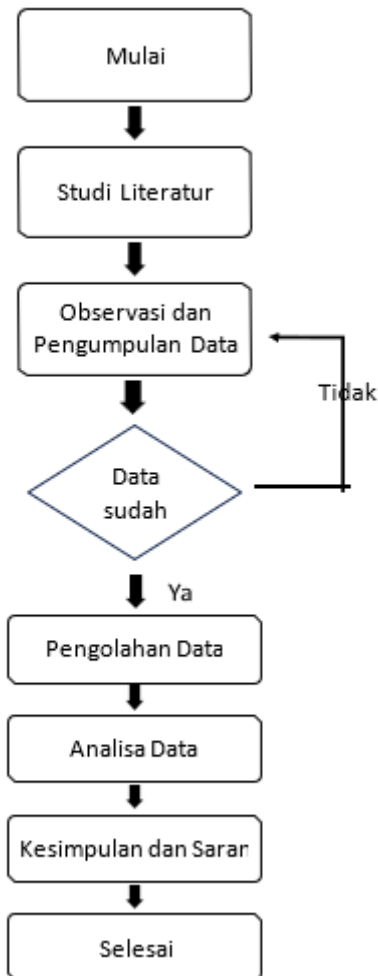 Mulai
Studi Literatur
Observasi dan
Pengumpulan Data
Tidak
Data
sudah
Ya
Pengolahan Data
Analisa Data
Kesimpulan dan Saran
Selesai